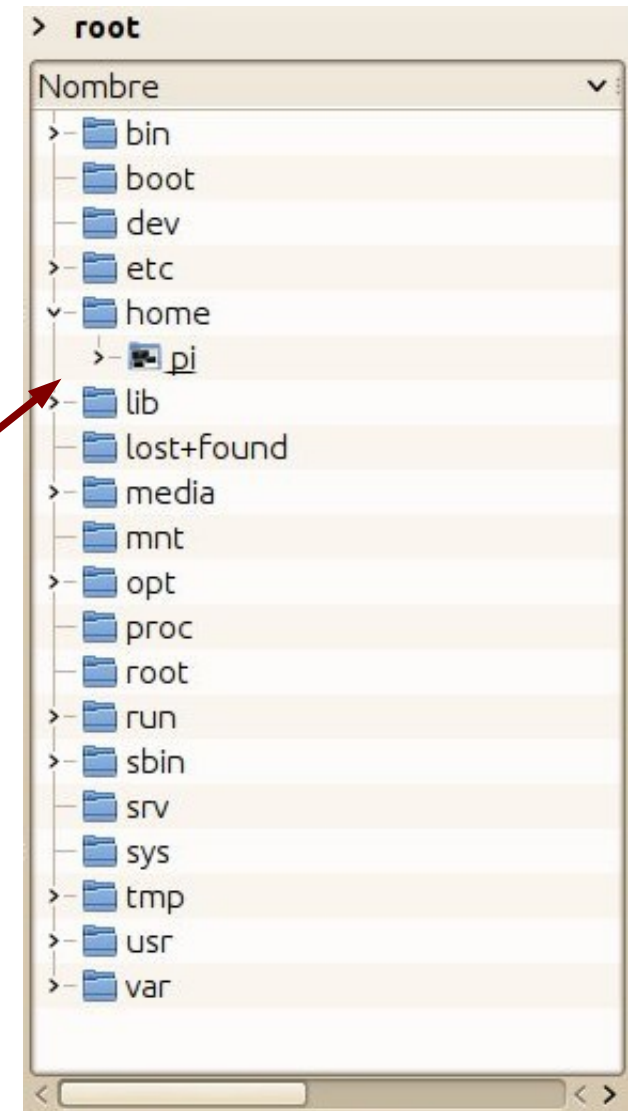 root
Nombre
bin
boot
dev
etc
home
pi
lib
lost+found
media
mnt
opt
proc
root
run
sbin
srv
sys
tmp
usr
var